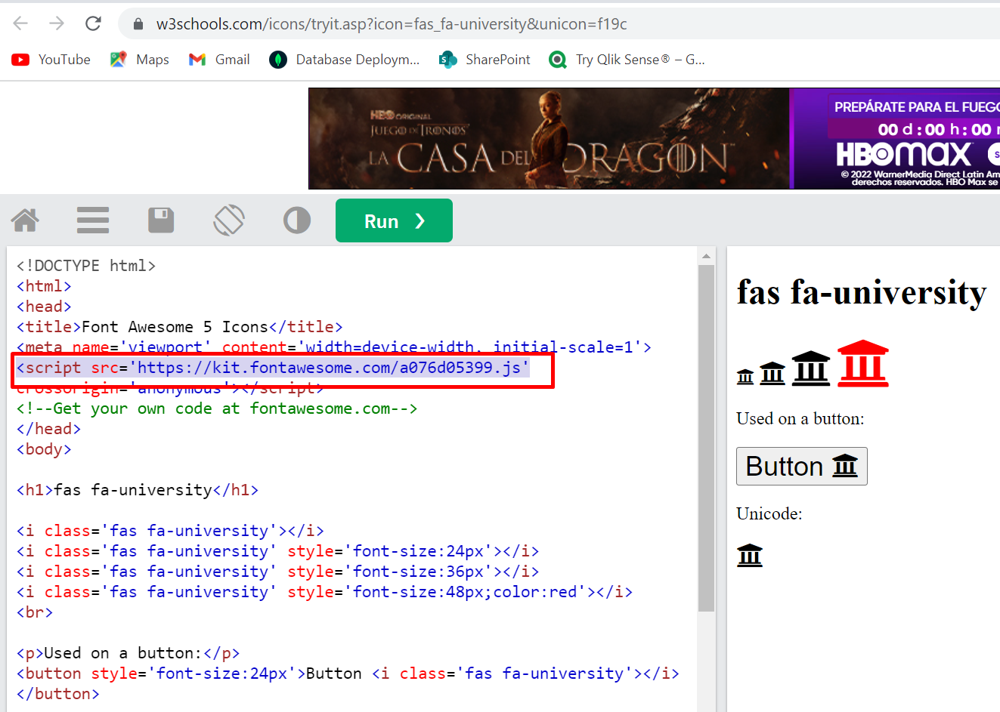 w3schools.com/icons/tryit.asp?icon=fas_fa-university&unicon=f19c
YouTube Maps Gmail Database Deploym... SharePoint Try Qlik Sense® – G...
HBO ORIGINAL
JUEGO DE TRONOS
LA CASA DEL DRAGÓN
PREPÁRATE PARA EL FUEGO
00 d : 00 h : 00 m
HBOmax S
© 2022 WarnerMedia Direct Latin Am
derechos reservados. HBO Max se
Run ❯
<!DOCTYPE html>
<html>
<head>
<title>Font Awesome 5 Icons</title>
<meta name='viewport' content='width=device-width, initial-scale=1'>
<script src='https://kit.fontawesome.com/a076d05399.js'
crossorigin='anonymous'></script>
<!--Get your own code at fontawesome.com-->
</head>
<body>
<h1>fas fa-university</h1>
<i class='fas fa-university'></i>
<i class='fas fa-university' style='font-size:24px'></i>
<i class='fas fa-university' style='font-size:36px'></i>
<i class='fas fa-university' style='font-size:48px;color:red'></i>
<br>
<p>Used on a button:</p>
<button style='font-size:24px'>Button <i class='fas fa-university'></i>
</button>
fas fa-university
Used on a button:
Button
Unicode: